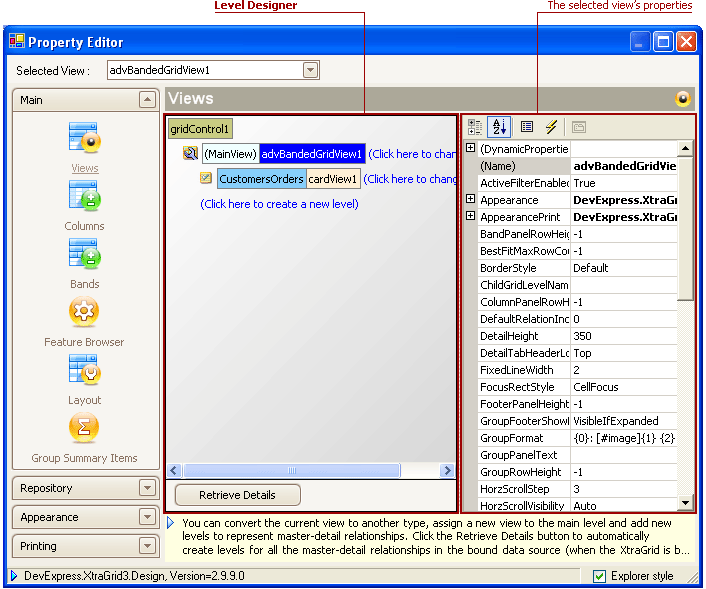 Level Designer
The selected view's properties
Property Editor
Selected View :
advBandedGridView1
Main
Views
Columns
Bands
Feature Browser
Layout
Group Summary Items
Repository
Appearance
Printing
Views
gridControl1
(MainView) advBandedGridView1 (Click here to chan
CustomersOrders cardView1 (Click here to chang
(Click here to create a new level)
Retrieve Details
(DynamicPropertie
(Name) advBandedGridVie
ActiveFilterEnabled True
Appearance DevExpress.XtraGr
AppearancePrint DevExpress.XtraGr
BandPanelRowHeig -1
BestFitMaxRowCou -1
BorderStyle Default
ChildGridLevelNam
ColumnPanelRowH -1
DefaultRelationInd 0
DetailHeight 350
DetailTabHeaderLo Top
FixedLineWidth 2
FocusRectStyle CellFocus
FooterPanelHeight -1
GroupFooterShowM VisibleIfExpanded
GroupFormat {0}: [#image]{1} {2}
GroupPanelText
GroupRowHeight -1
HorzScrollStep 3
HorzScrollVisibility Auto
You can convert the current view to another type, assign a new view to the main level and add new
levels to represent master-detail relationships. Click the Retrieve Details button to automatically
create levels for all the master-detail relationships in the bound data source (when the XtraGrid is b...
DevExpress.XtraGrid3.Design, Version=2.9.9.0
Explorer style